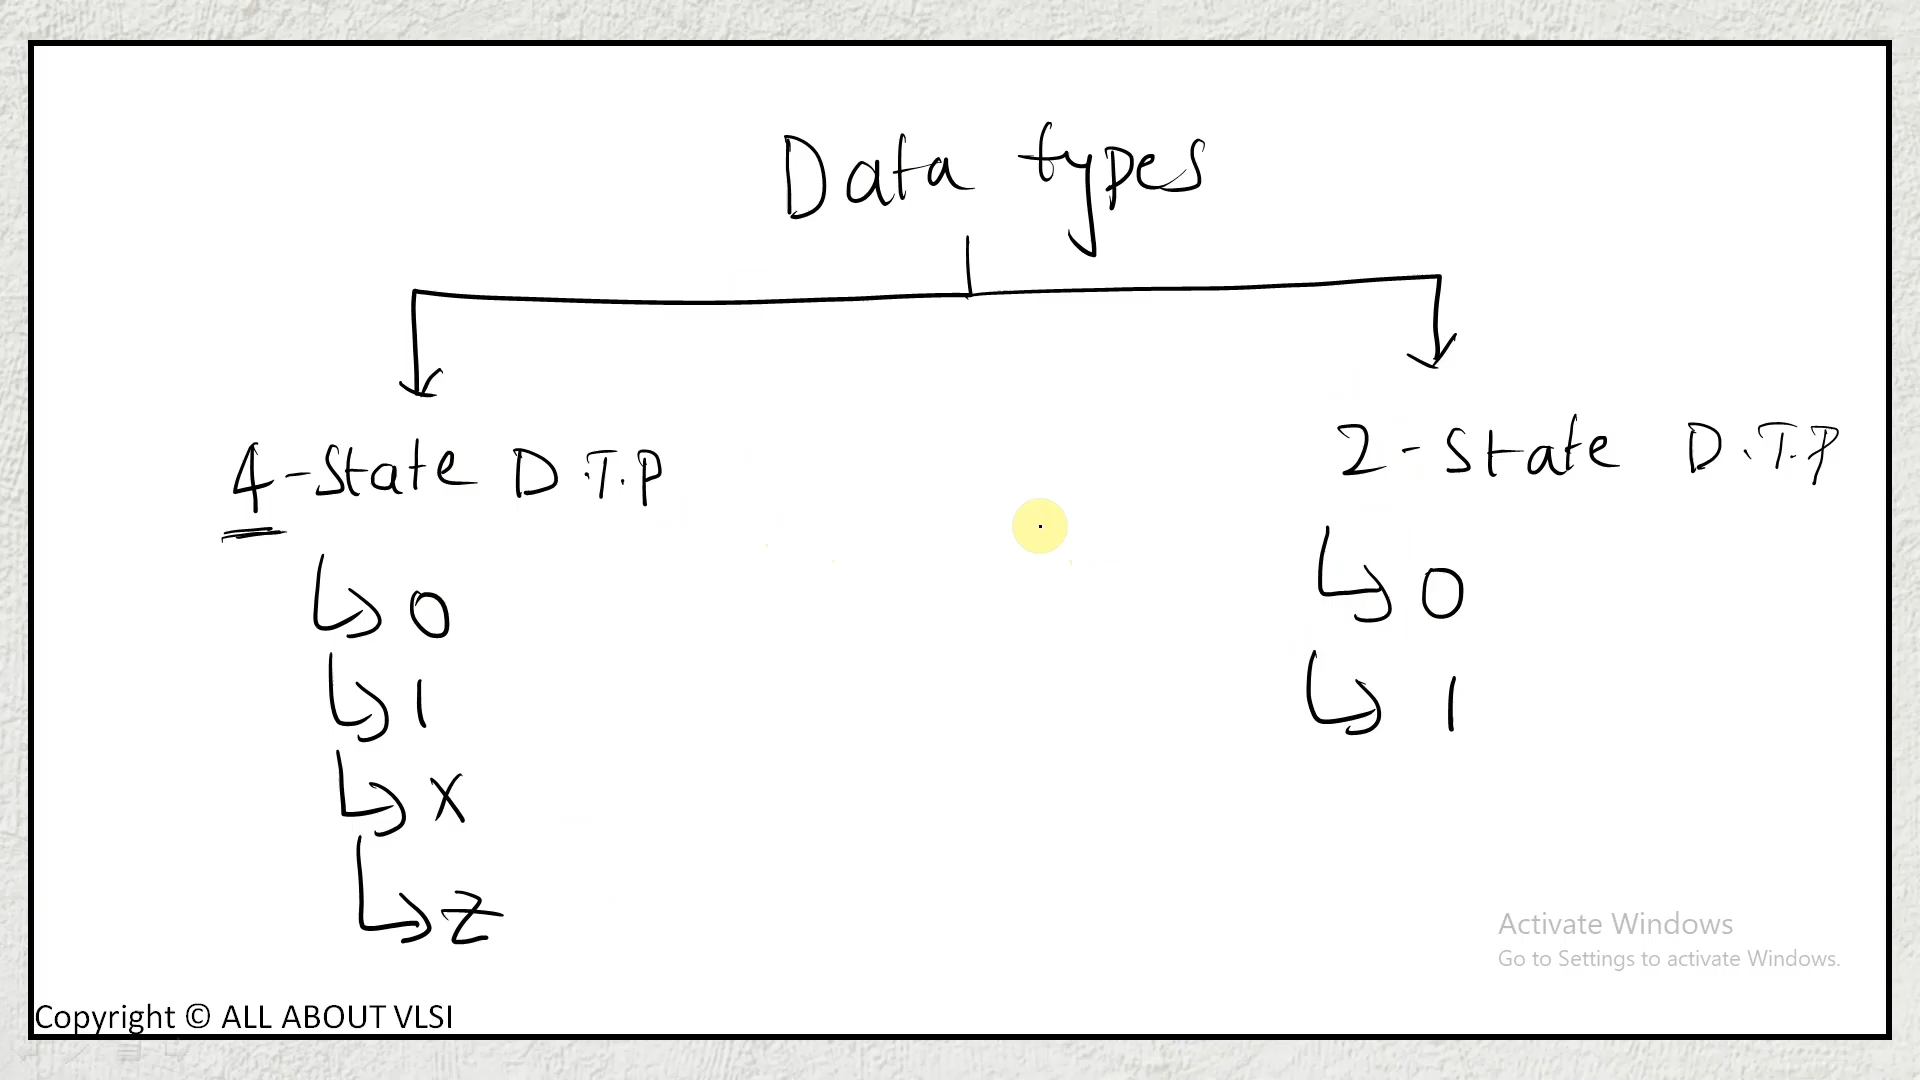 Data types
4-State D.T.P
2-State D.T.P
0
1
X
Z
0
1
Activate Windows
Go to Settings to activate Windows.
Copyright © ALL ABOUT VLSI